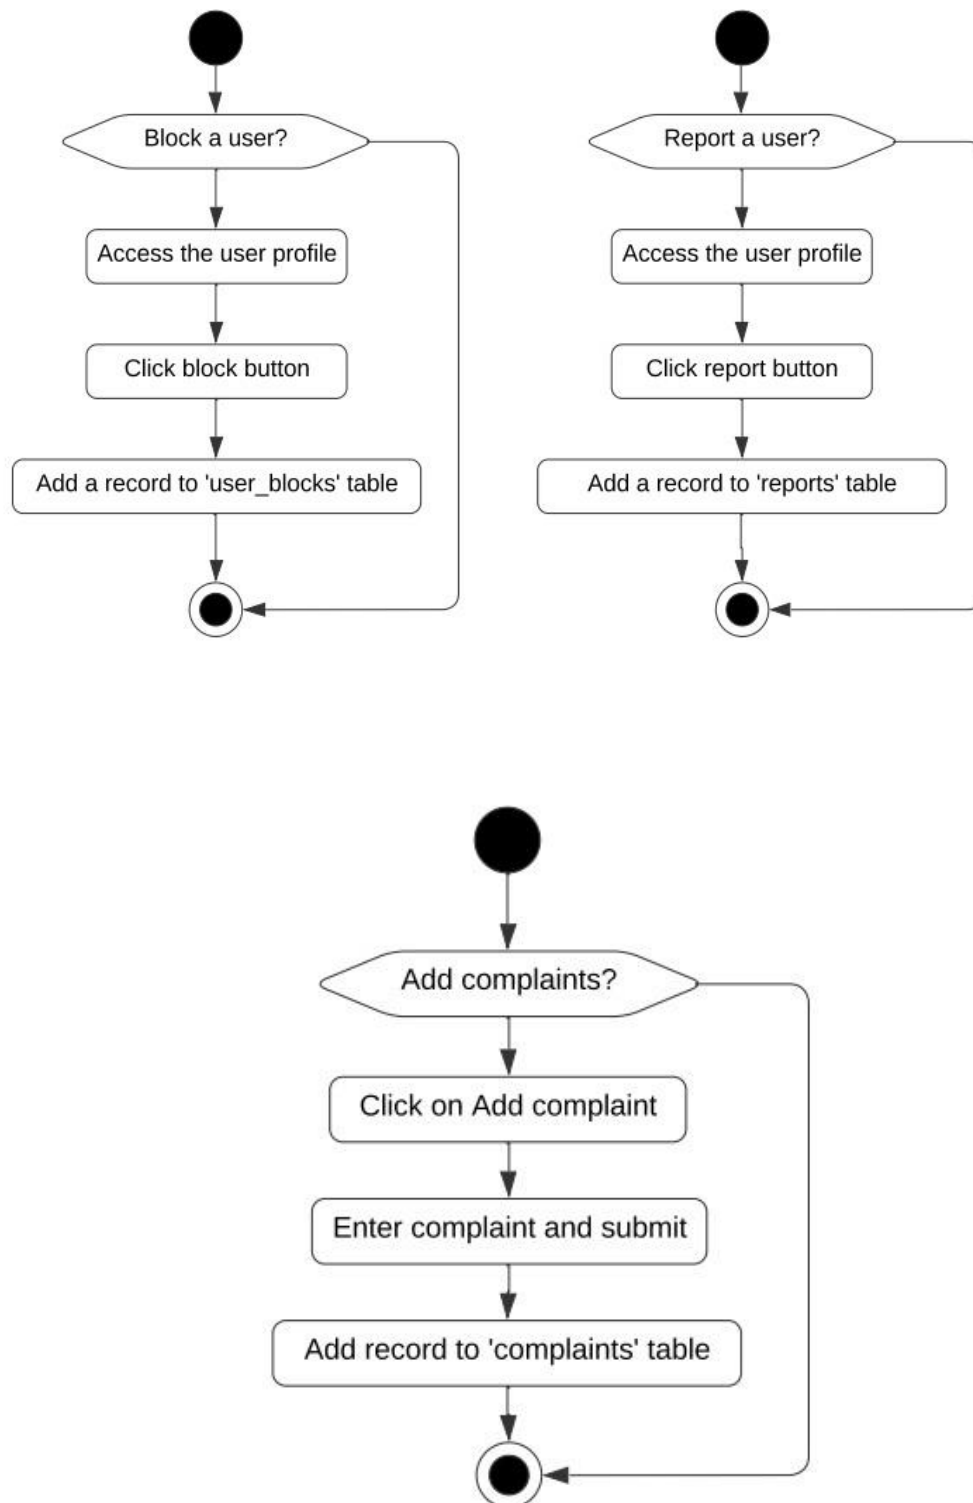 Block a user?
Access the user profile
Click block button
Add a record to 'user_blocks' table
Report a user?
Access the user profile
Click report button
Add a record to 'reports' table
Add complaints?
Click on Add complaint
Enter complaint and submit
Add record to 'complaints' table